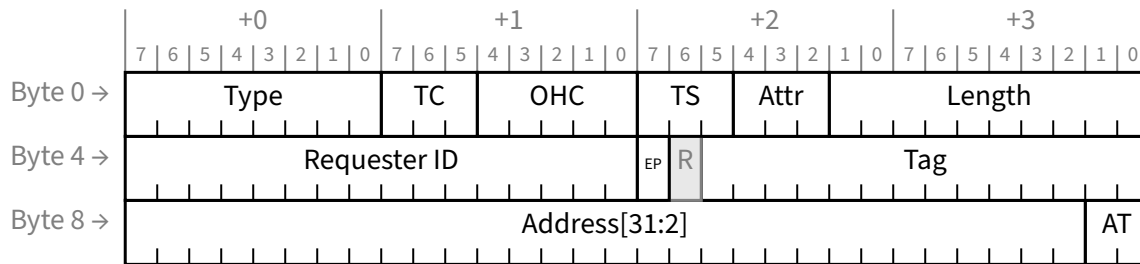 +0 +1 +2 +3
7 6 5 4 3 2 1 0 7 6 5 4 3 2 1 0 7 6 5 4 3 2 1 0 7 6 5 4 3 2 1 0
Byte 0 → Type TC OHC TS Attr Length
Byte 4 → Requester ID EP R Tag
Byte 8 → Address[31:2] AT